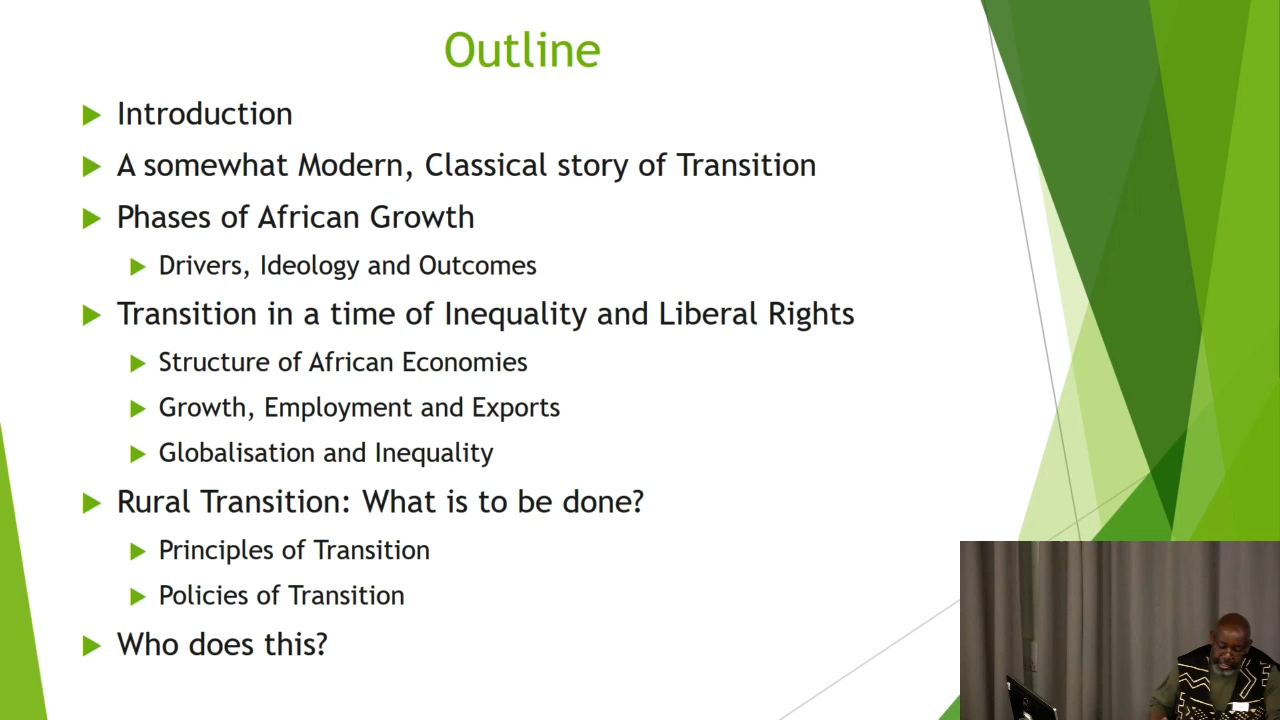 Outline
Introduction
A somewhat Modern, Classical story of Transition
Phases of African Growth
Drivers, Ideology and Outcomes
Transition in a time of Inequality and Liberal Rights
Structure of African Economies
Growth, Employment and Exports
Globalisation and Inequality
Rural Transition: What is to be done?
Principles of Transition
Policies of Transition
Who does this?